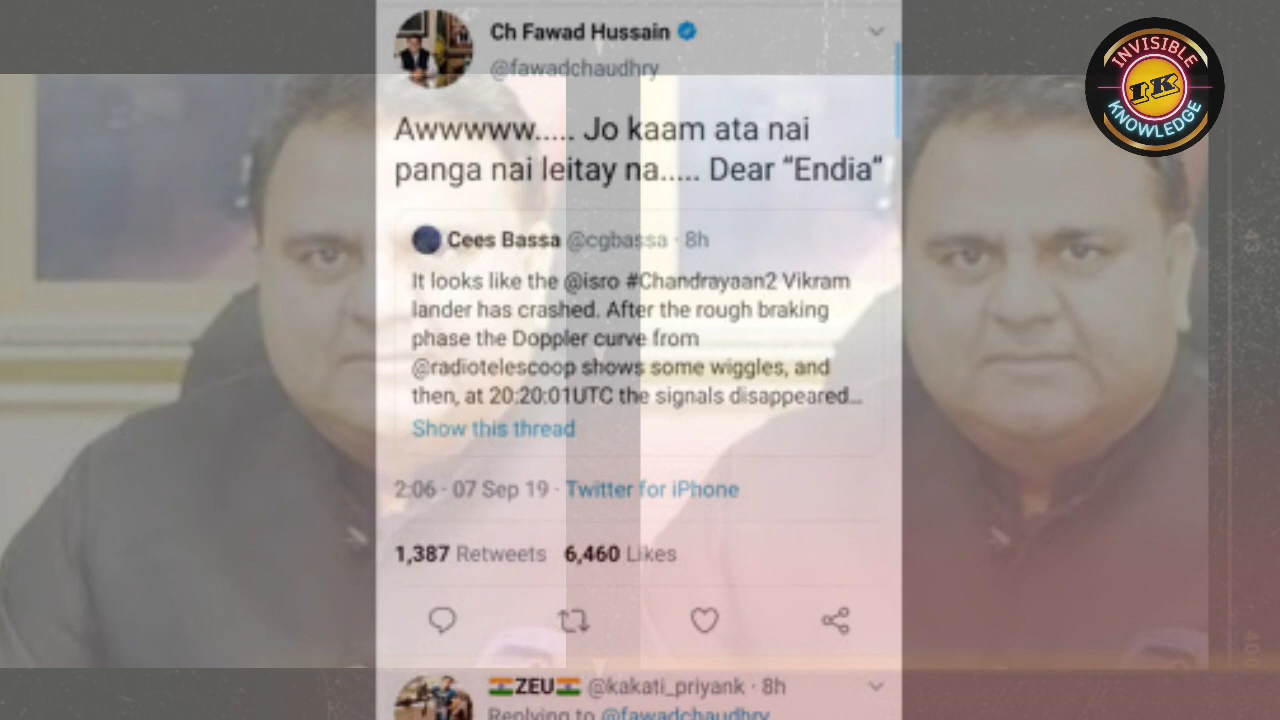 Ch Fawad Hussain
@fawadchaudhry
INVISIBLE
IK
KNOWLEDGE
Awwwww..... Jo kaam ata nai
panga nai leitay na..... Dear “Endia”
Cees Bassa @cgbassa · 8h
It looks like the @isro #Chandrayaan2 Vikram
lander has crashed. After the rough braking
phase the Doppler curve from
@radiotelescoop shows some wiggles, and
then, at 20:20:01UTC the signals disappeared...
Show this thread
2:06 · 07 Sep 19 · Twitter for iPhone
1,387 Retweets 6,460 Likes
ZEU @kakati_priyank · 8h
Replying to @fawadchaudhry
43